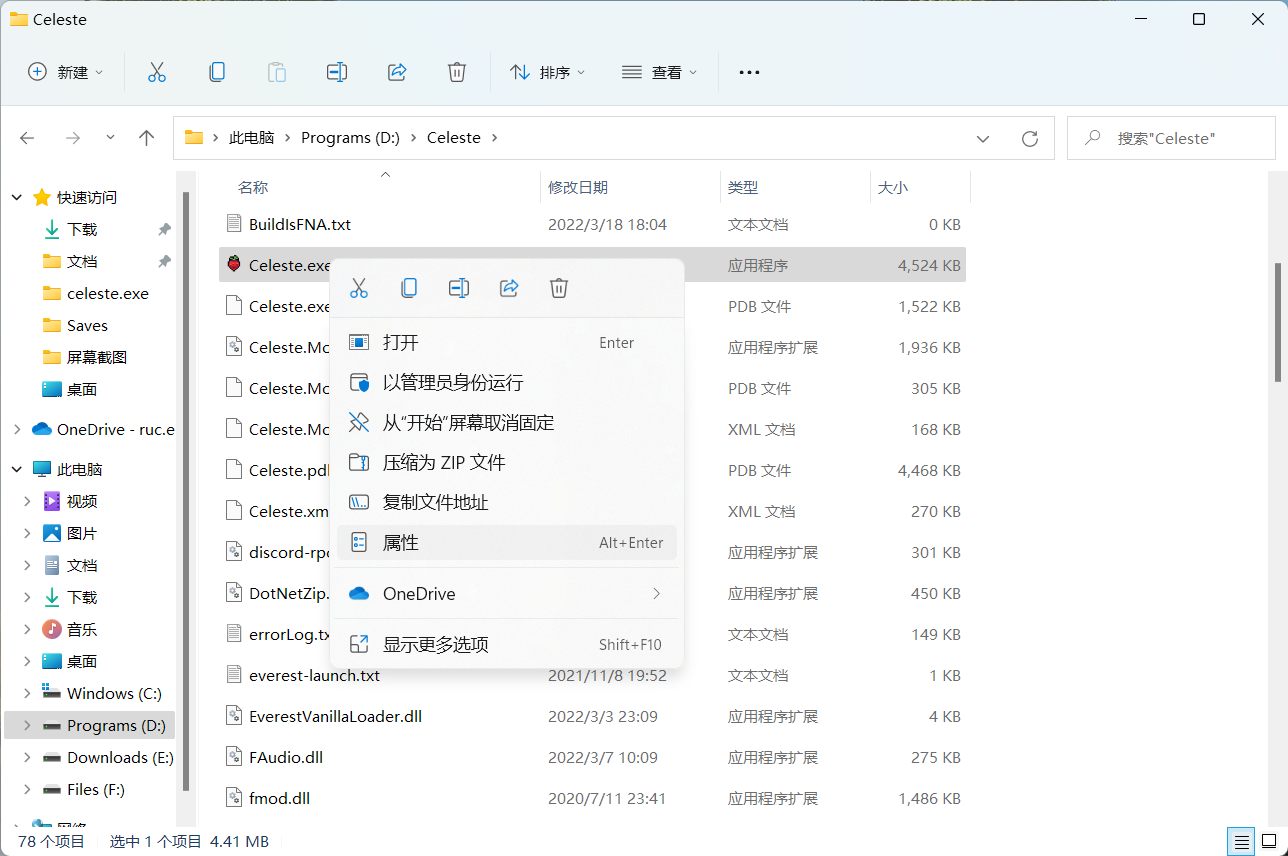 Celeste
新建
排序
查看
此电脑 > Programs (D:) > Celeste >
搜索"Celeste"
快速访问
下载
文档
celeste.exe
Saves
屏幕截图
桌面
OneDrive - ruc.e
此电脑
视频
图片
文档
下载
音乐
桌面
Windows (C:)
Programs (D:)
Downloads (E:)
Files (F:)
网络
名称 修改日期 类型 大小
BuildIsFNA.txt 2022/3/18 18:04 文本文档 0 KB
Celeste.exe 应用程序 4,524 KB
Celeste.exe PDB 文件 1,522 KB
Celeste.Mo 应用程序扩展 1,936 KB
Celeste.Mo PDB 文件 305 KB
Celeste.Mo XML 文档 168 KB
Celeste.pdb PDB 文件 4,468 KB
Celeste.xm XML 文档 270 KB
discord-rpc 应用程序扩展 301 KB
DotNetZip. 应用程序扩展 450 KB
errorLog.tx 文本文档 149 KB
everest-launch.txt 2021/11/8 19:52 文本文档 1 KB
EverestVanillaLoader.dll 2022/3/3 23:09 应用程序扩展 4 KB
FAudio.dll 2022/3/7 10:09 应用程序扩展 275 KB
fmod.dll 2020/7/11 23:41 应用程序扩展 1,486 KB
打开 Enter
以管理员身份运行
从“开始”屏幕取消固定
压缩为 ZIP 文件
复制文件地址
属性 Alt+Enter
OneDrive
显示更多选项 Shift+F10
78 个项目 选中 1 个项目 4.41 MB